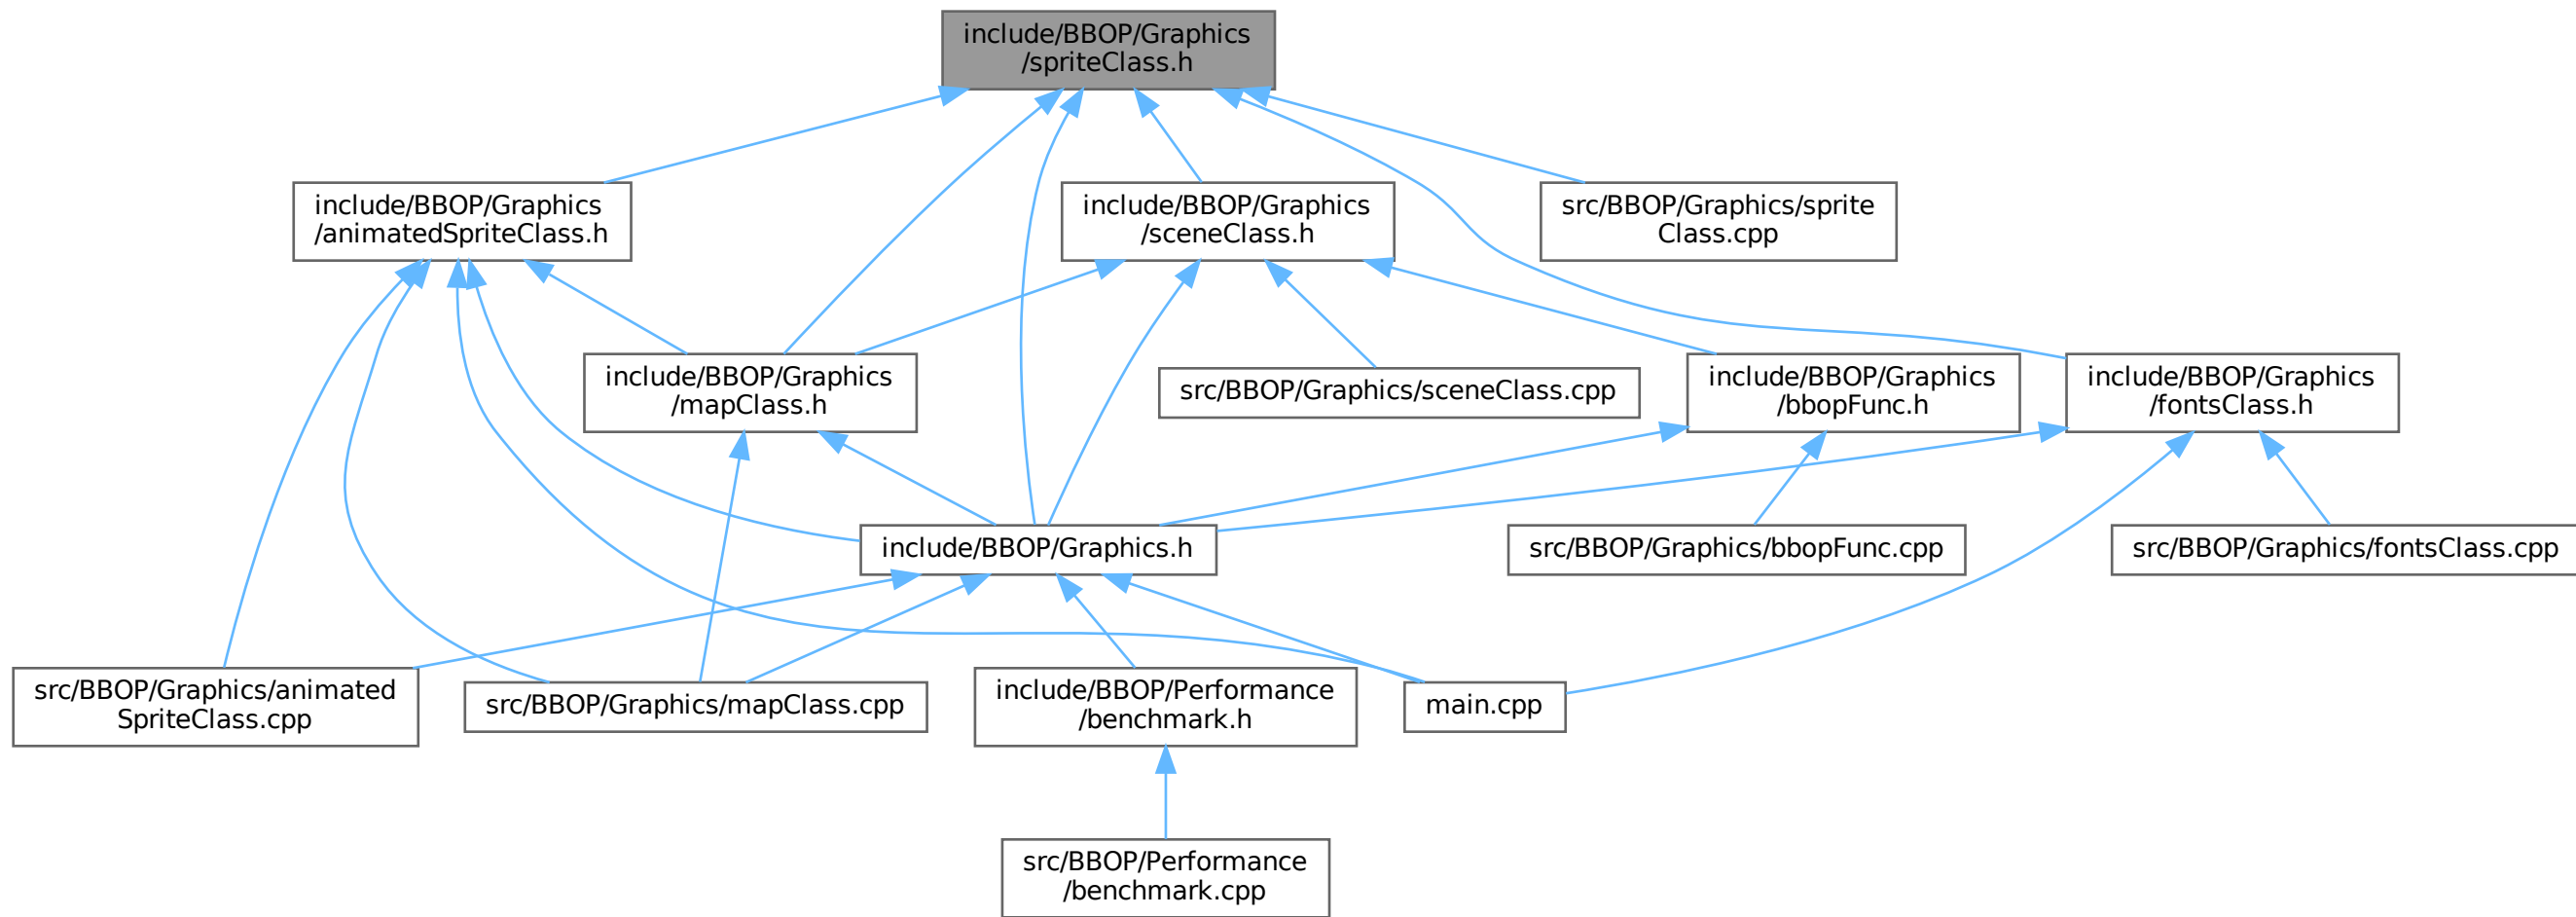 include/BBOP/Graphics
/spriteClass.h
include/BBOP/Graphics
/animatedSpriteClass.h
include/BBOP/Graphics
/sceneClass.h
src/BBOP/Graphics/sprite
Class.cpp
include/BBOP/Graphics
/mapClass.h
src/BBOP/Graphics/sceneClass.cpp
include/BBOP/Graphics
/bbopFunc.h
include/BBOP/Graphics
/fontsClass.h
include/BBOP/Graphics.h
src/BBOP/Graphics/bbopFunc.cpp
src/BBOP/Graphics/fontsClass.cpp
src/BBOP/Graphics/animated
SpriteClass.cpp
src/BBOP/Graphics/mapClass.cpp
include/BBOP/Performance
/benchmark.h
main.cpp
src/BBOP/Performance
/benchmark.cpp